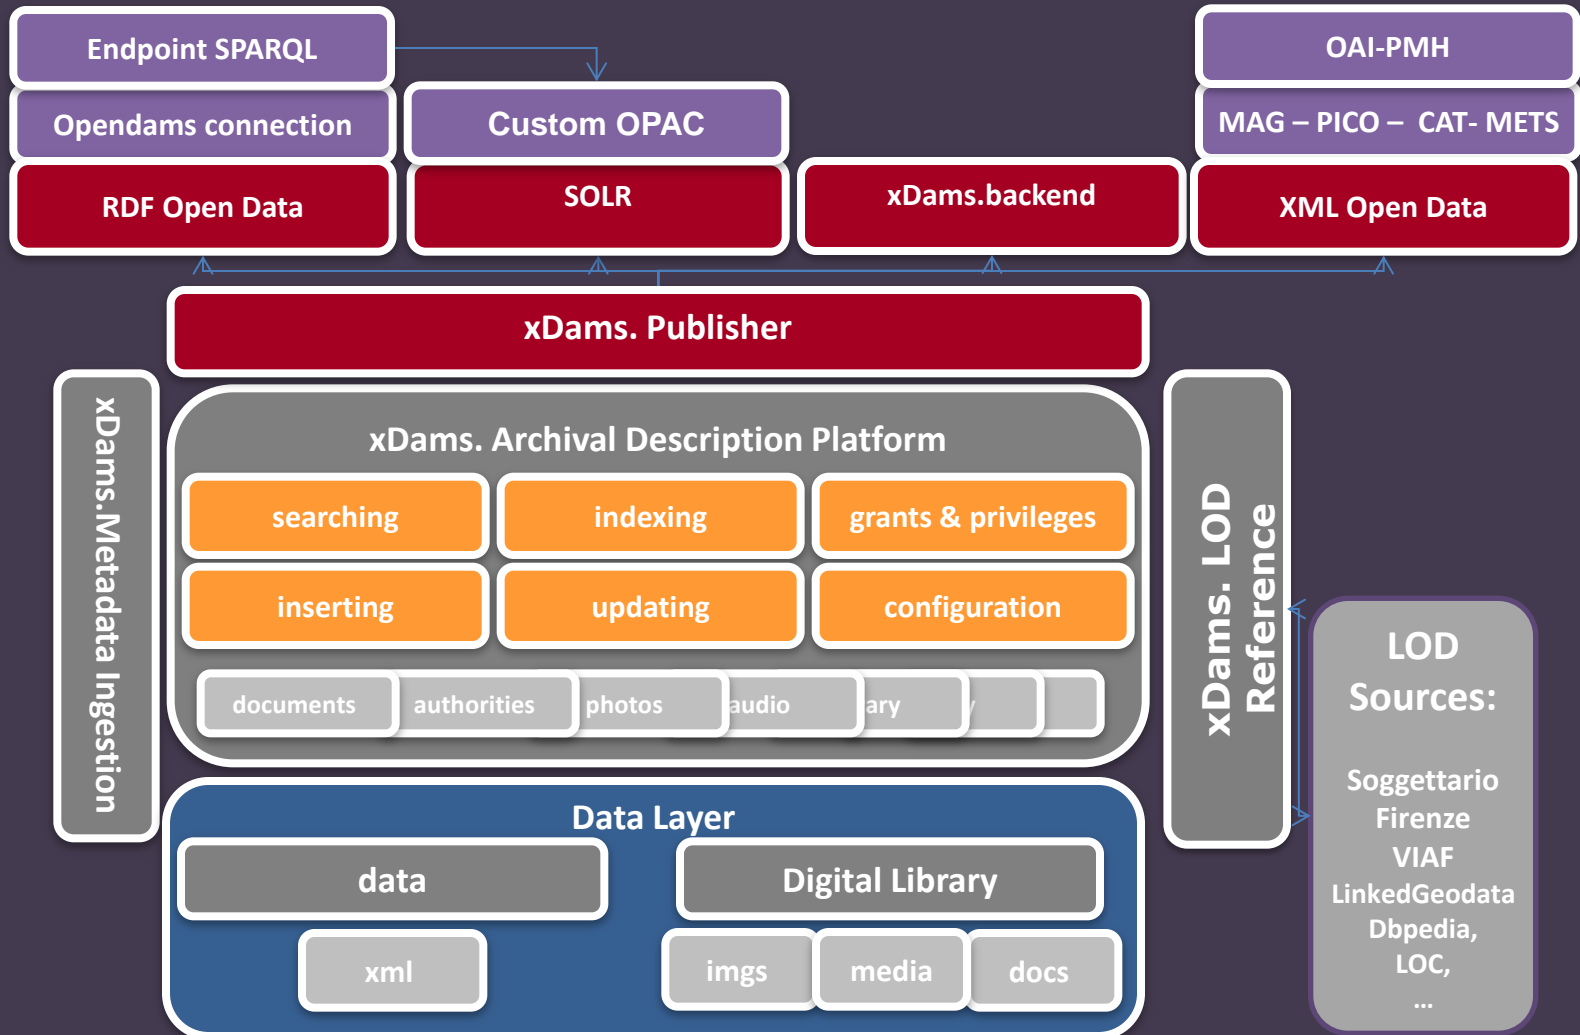 Endpoint SPARQL
OAI-PMH
Opendams connection
Custom OPAC
MAG – PICO – CAT- METS
RDF Open Data
SOLR
xDams.backend
XML Open Data
xDams. Publisher
xDams.Metadata Ingestion
xDams. Archival Description Platform
searching
indexing
grants & privileges
inserting
updating
configuration
documents
authorities
photos
audio
xDams. LOD
Reference
LOD
Sources:
Soggettario
Firenze
VIAF
LinkedGeodata
Dbpedia,
LOC,
...
Data Layer
data
Digital Library
xml
imgs
media
docs